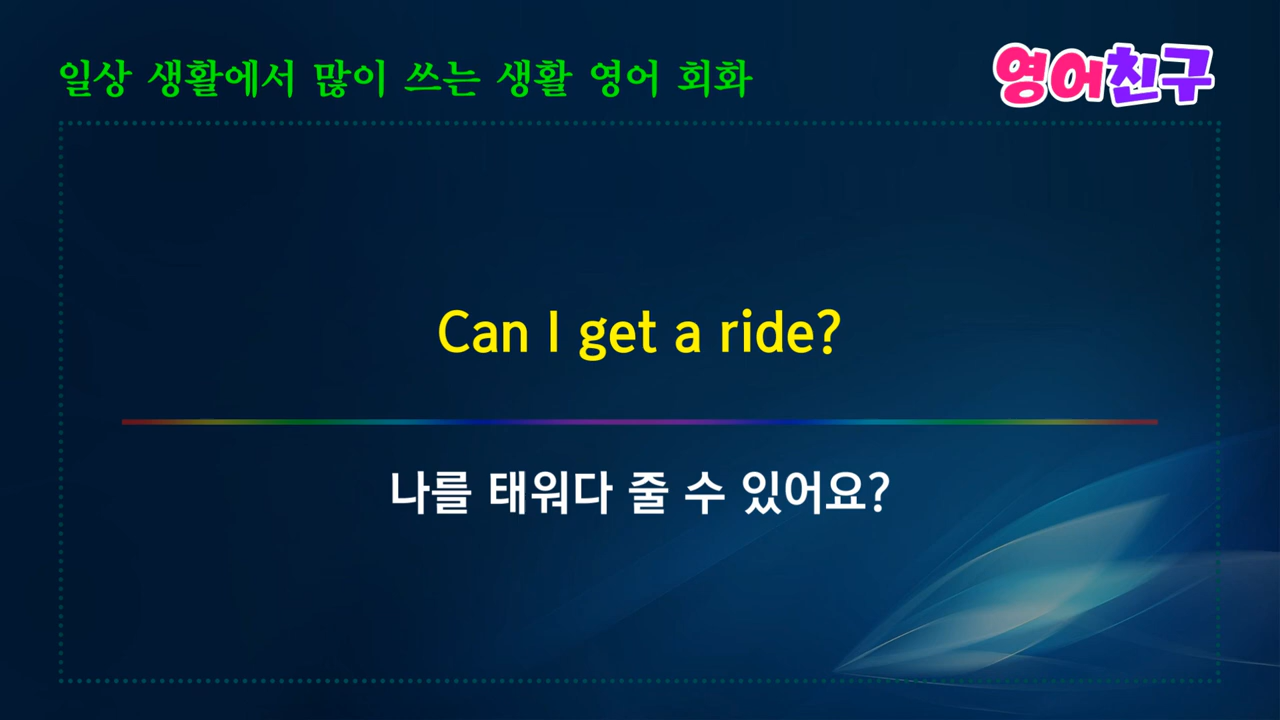 일상 생활에서 많이 쓰는 생활 영어 회화
영어친구
Can I get a ride?
나를 태워다 줄 수 있어요?